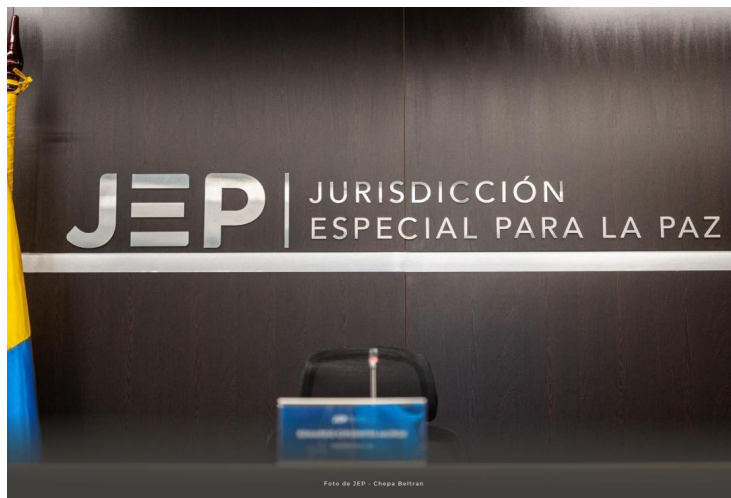 JEP
JURISDICCIÓN
ESPECIAL PARA LA PAZ
Foto de JEP - Chepa Beltran